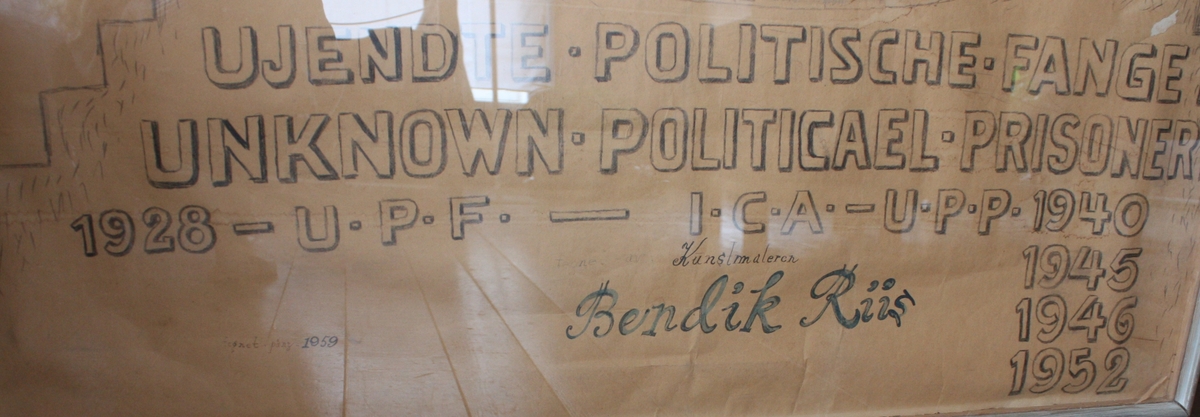 UJENDTE · POLITISCHE · FANGE
UNKNOWN · POLITICAEL · PRISONER
1928 – U·P·F· — I·C·A·–U·P·P· 1940
1945
1946
1952
Kunstmaleren
Bendik Riis
1959